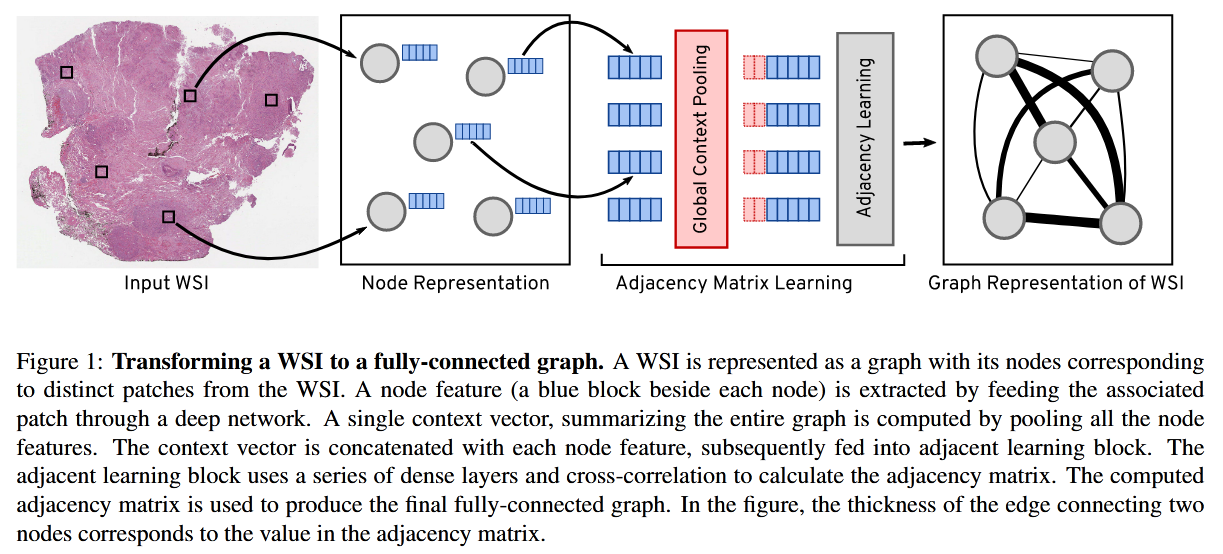 Global Context Pooling
Adjacency Learning
Input WSI
Node Representation
Adjacency Matrix Learning
Graph Representation of WSI
Figure 1: Transforming a WSI to a fully-connected graph. A WSI is represented as a graph with its nodes corresponding
to distinct patches from the WSI. A node feature (a blue block beside each node) is extracted by feeding the associated
patch through a deep network. A single context vector, summarizing the entire graph is computed by pooling all the node
features. The context vector is concatenated with each node feature, subsequently fed into adjacent learning block. The
adjacent learning block uses a series of dense layers and cross-correlation to calculate the adjacency matrix. The computed
adjacency matrix is used to produce the final fully-connected graph. In the figure, the thickness of the edge connecting two
nodes corresponds to the value in the adjacency matrix.